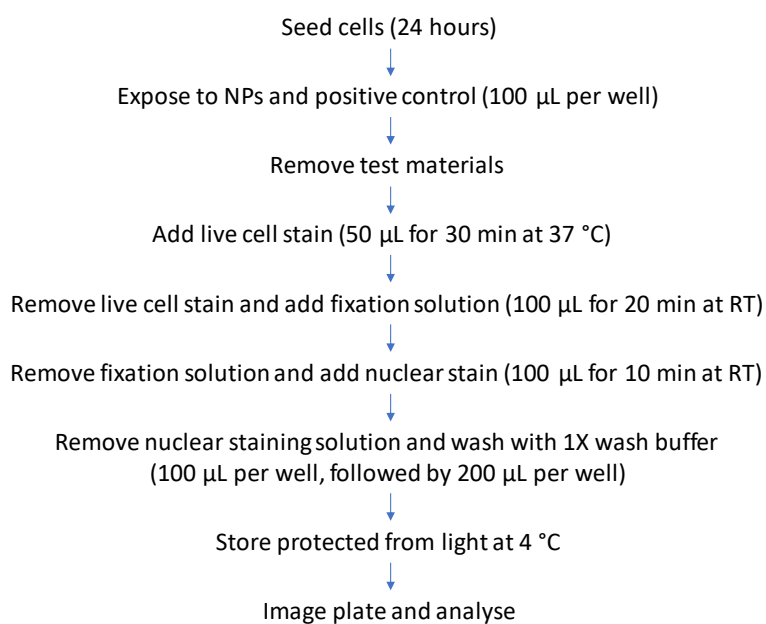 Seed cells (24 hours)
Expose to NPs and positive control (100 µL per well)
Remove test materials
Add live cell stain (50 µL for 30 min at 37 °C)
Remove live cell stain and add fixation solution (100 µL for 20 min at RT)
Remove fixation solution and add nuclear stain (100 µL for 10 min at RT)
Remove nuclear staining solution and wash with 1X wash buffer
(100 µL per well, followed by 200 µL per well)
Store protected from light at 4 °C
Image plate and analyse